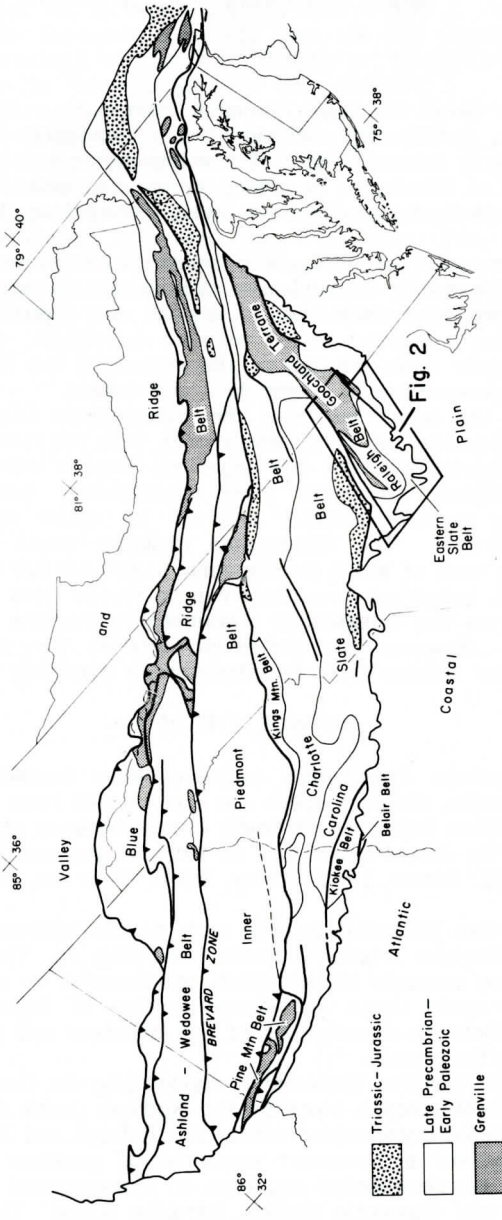 79° 40°
75° 38°
81° 38°
85° 36°
86° 32°
Valley
and
Ridge
Blue
Ridge
Belt
Ashland – Wedowee
Belt
BREVARD ZONE
Inner
Piedmont
Belt
Pine Mtn Belt
Kings Mtn. Belt
Charlotte
Belt
Carolina
Slate
Belt
Kiokee Belt
Belair Belt
Goochland Terrane
Raleigh
Belt
Eastern
Slate
Belt
Fig. 2
Atlantic
Coastal
Plain
Triassic–Jurassic
Late Precambrian–
Early Paleozoic
Grenville